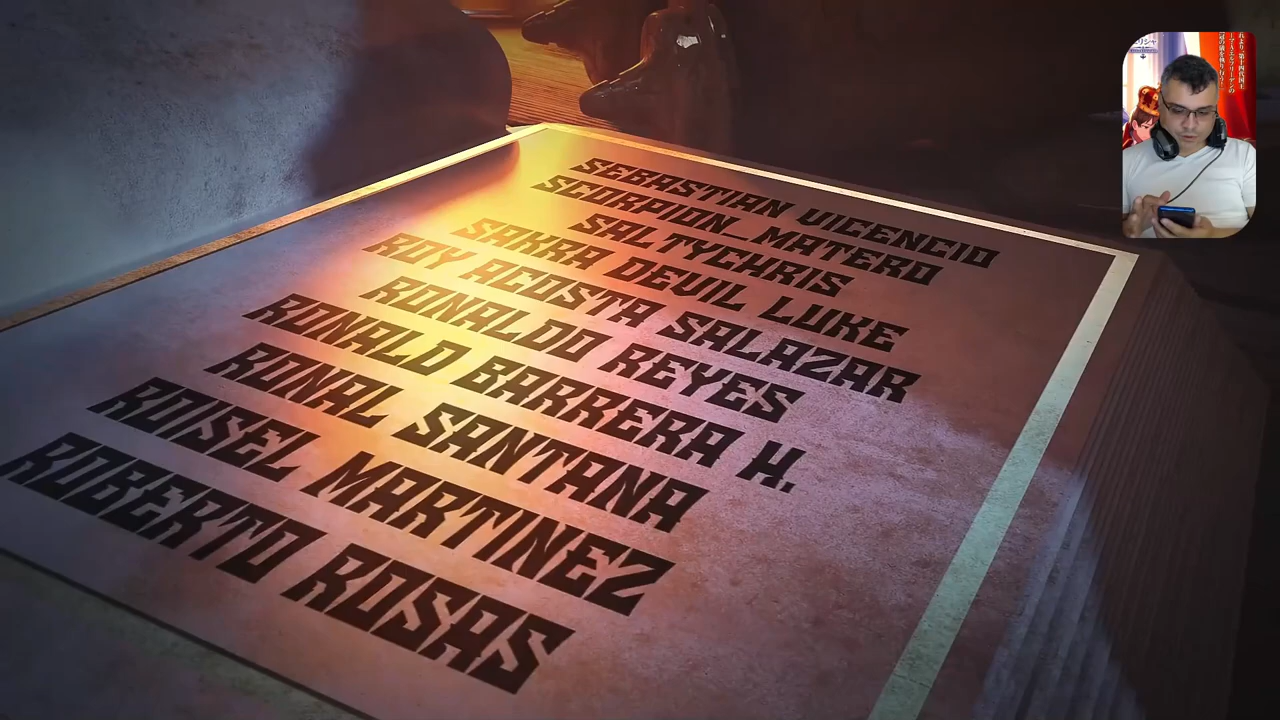 SEBASTIAN VICENCIO
SCORPION_MATERO
SALTYCHRIS
SAKRA DEVIL LUKE
ROY ACOSTA SALAZAR
RONALDO REYES
RONALD BARRERA H.
RONAL SANTANA
ROISEL MARTINEZ
ROBERTO ROSAS